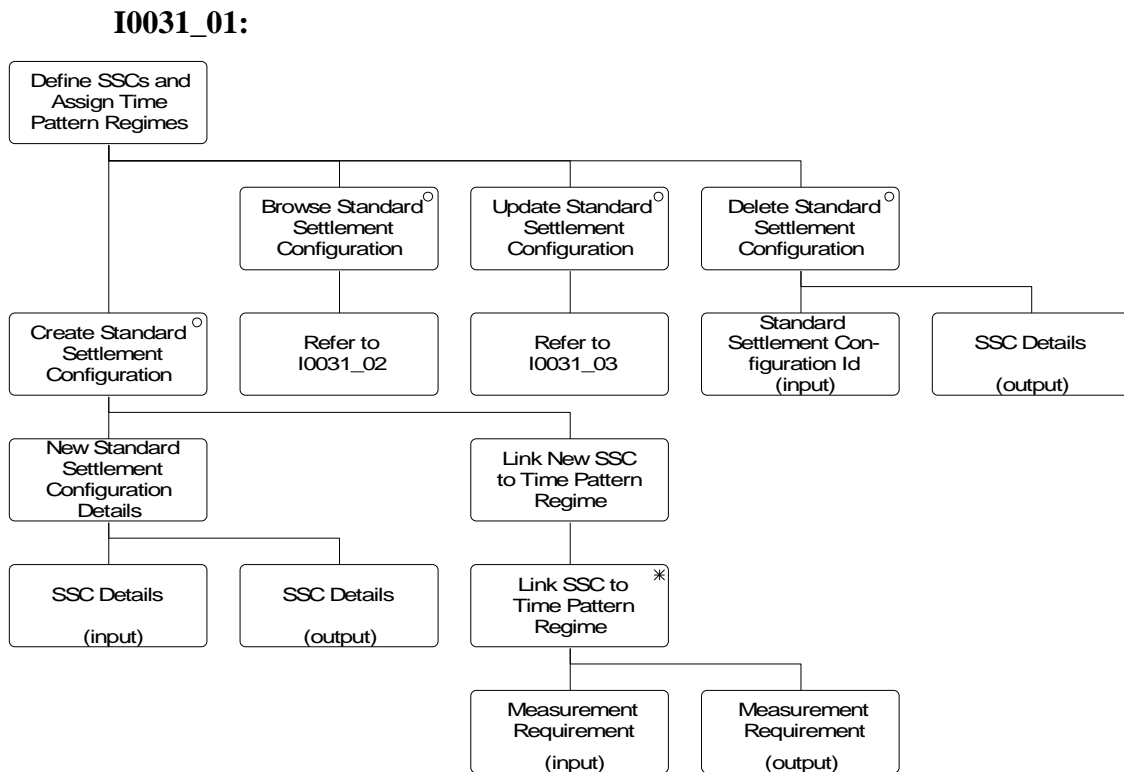 I0031_01:
Define SSCs and
Assign Time
Pattern Regimes
Browse Standard
Settlement
Configuration
Update Standard
Settlement
Configuration
Delete Standard
Settlement
Configuration
Create Standard
Settlement
Configuration
Refer to
I0031_02
Refer to
I0031_03
Standard
Settlement Con-
figuration Id
(input)
SSC Details
(output)
New Standard
Settlement
Configuration
Details
Link New SSC
to Time Pattern
Regime
SSC Details
(input)
SSC Details
(output)
Link SSC to
Time Pattern
Regime
Measurement
Requirement
(input)
Measurement
Requirement
(output)